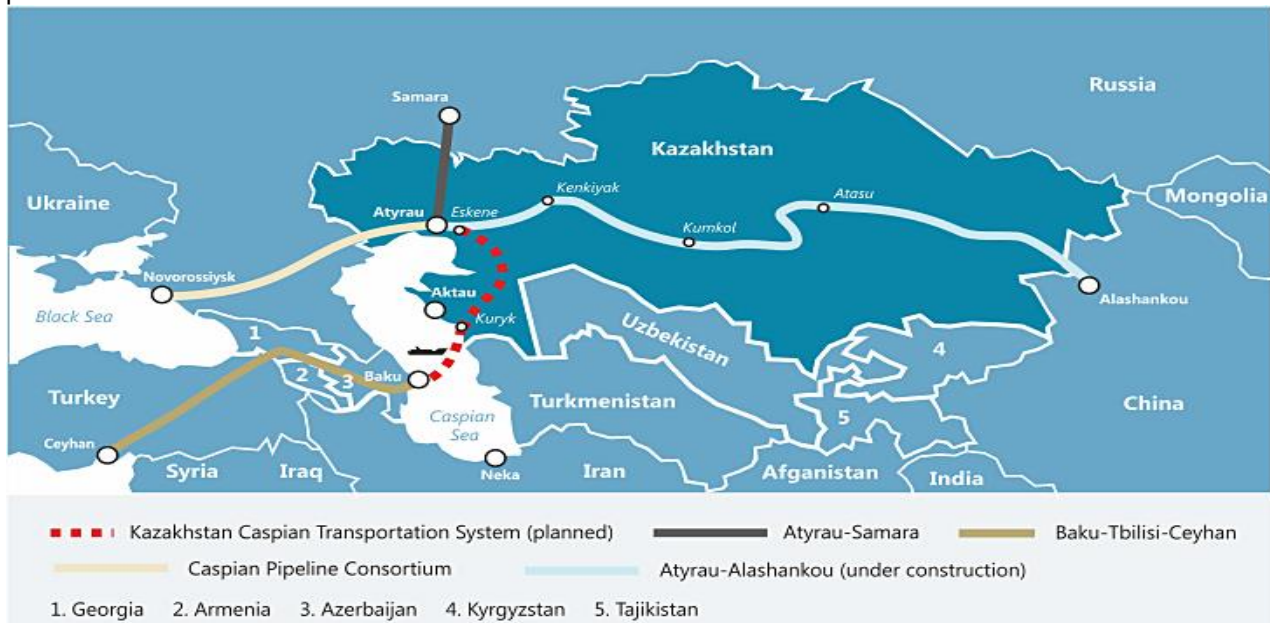 Russia
Samara
Kazakhstan
Mongolia
Ukraine
Kenkiyak
Atasu
Atyrau
Eskene
Kumkol
Novorossiysk
Alashankou
Aktau
Black Sea
Kuryk
Uzbekistan
1
4
2
3
Baku
Turkey
Turkmenistan
China
Caspian
Sea
5
Ceyhan
Syria
Iraq
Neka
Iran
Afganistan
India
Kazakhstan Caspian Transportation System (planned)
Atyrau-Samara
Baku-Tbilisi-Ceyhan
Caspian Pipeline Consortium
Atyrau-Alashankou (under construction)
1. Georgia 2. Armenia 3. Azerbaijan 4. Kyrgyzstan 5. Tajikistan